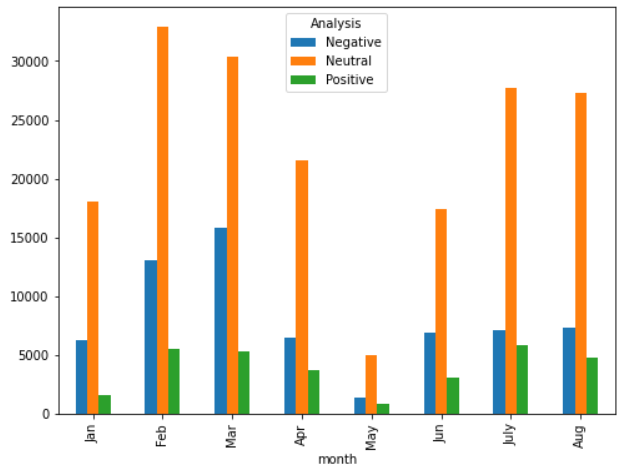 Analysis
Negative
Neutral
Positive
30000
25000
20000
15000
10000
5000
0
Jan
Feb
Mar
Apr
May
Jun
July
Aug
month